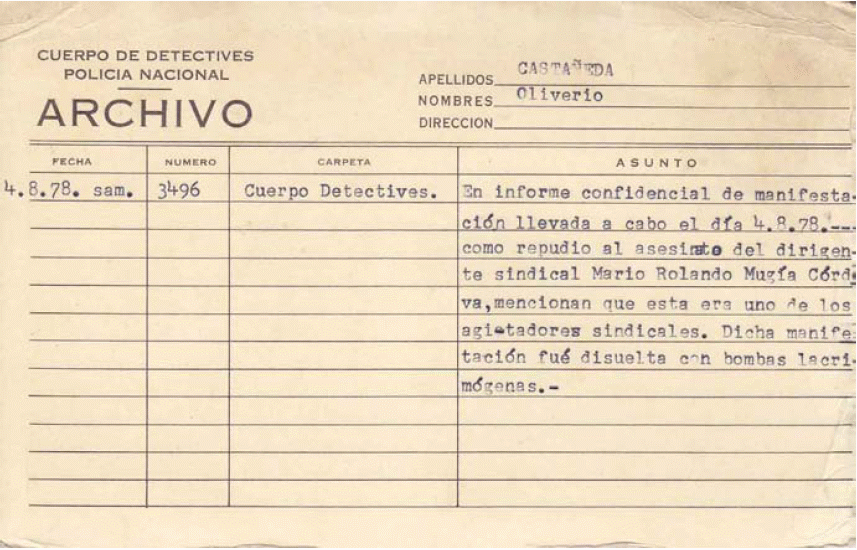 CUERPO DE DETECTIVES
POLICIA NACIONAL
ARCHIVO
APELLIDOS CASTAÑEDA
NOMBRES Oliverio
DIRECCION
FECHA NUMERO CARPETA ASUNTO
4.8.78. sam. 3496 Cuerpo Detectives. En informe confidencial de manifesta-
ción llevada a cabo el día 4.8.78.---
como repudio al asesinato del dirigen-
te sindical Mario Rolando Mugía Córdo
va,mencionan que esta era uno de los
agietadores sindicales. Dicha manifes
tación fué disuelta con bombas lacri-
mógenas.-